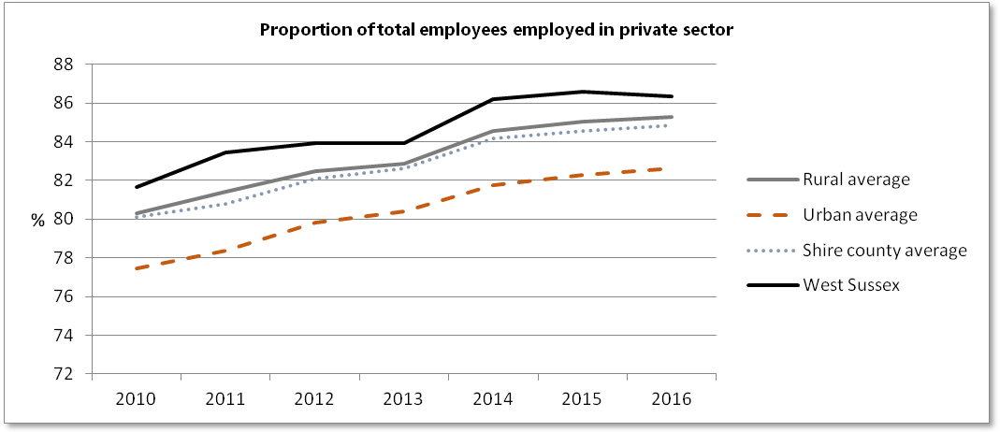 Proportion of total employees employed in private sector
88
86
84
82
80
78
76
74
72
%
2010 2011 2012 2013 2014 2015 2016
Rural average
Urban average
Shire county average
West Sussex